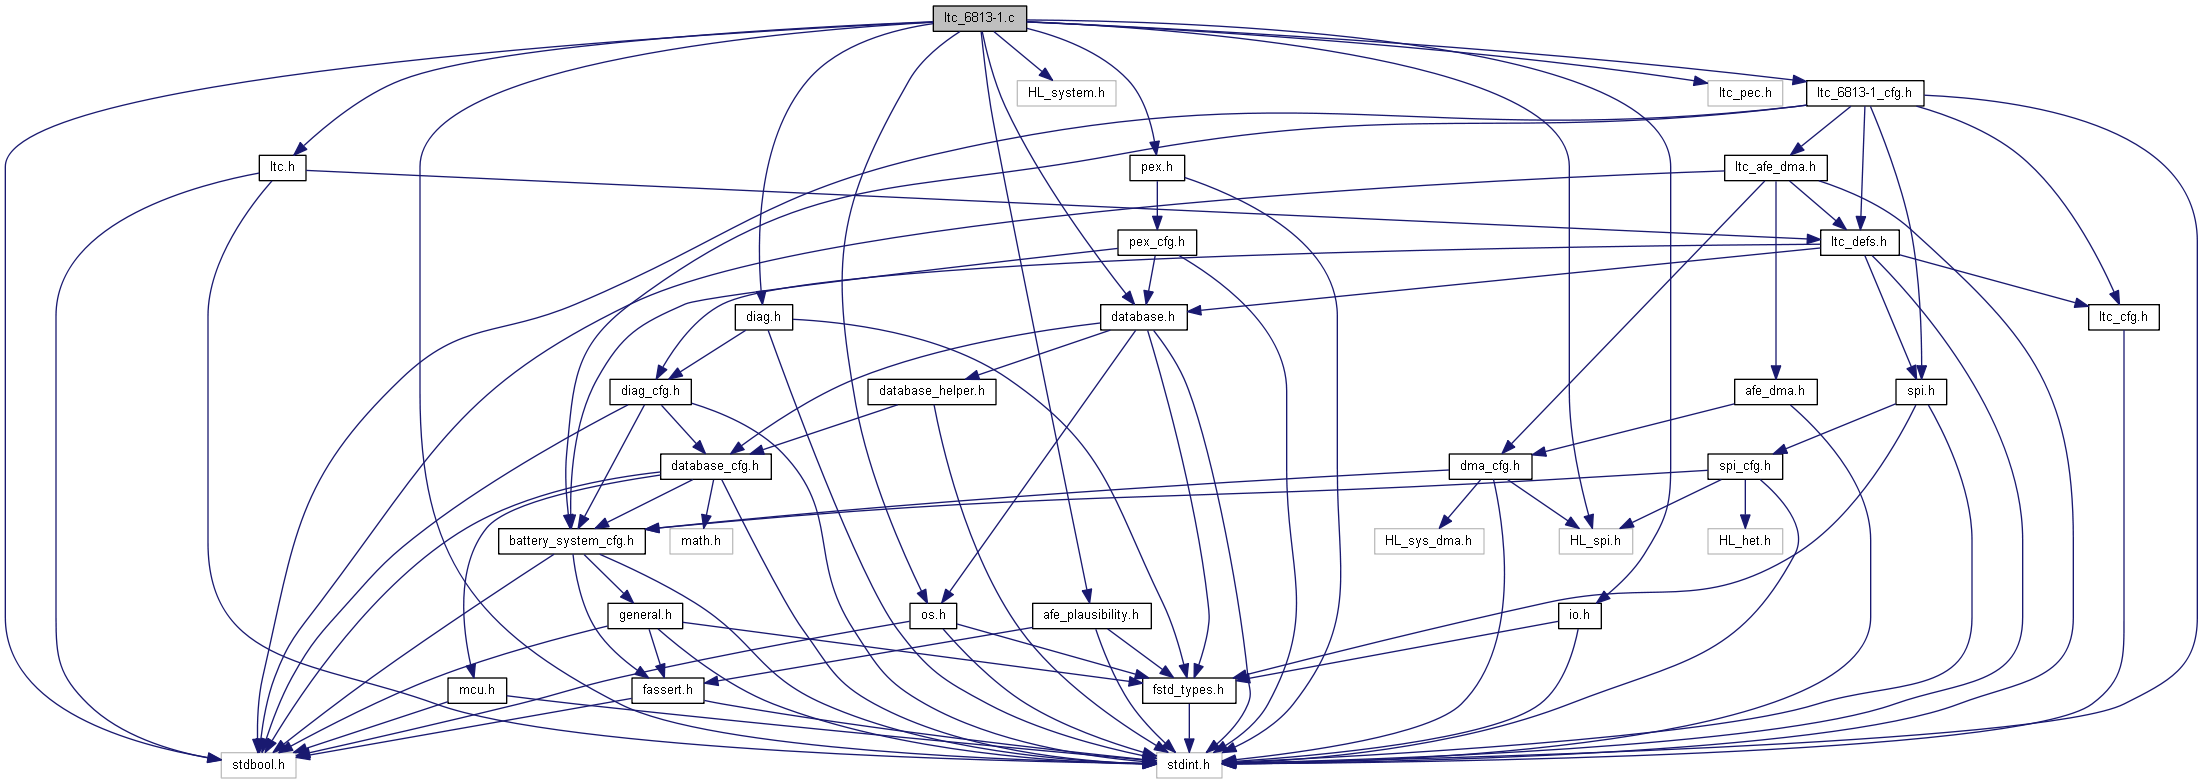 ltc_6813-1.c
HL_system.h
ltc_pec.h
ltc_6813-1_cfg.h
ltc.h
pex.h
ltc_afe_dma.h
pex_cfg.h
ltc_defs.h
diag.h
database.h
ltc_cfg.h
diag_cfg.h
database_helper.h
afe_dma.h
spi.h
database_cfg.h
dma_cfg.h
spi_cfg.h
battery_system_cfg.h
math.h
HL_sys_dma.h
HL_spi.h
HL_het.h
general.h
os.h
afe_plausibility.h
io.h
mcu.h
fassert.h
fstd_types.h
stdbool.h
stdint.h